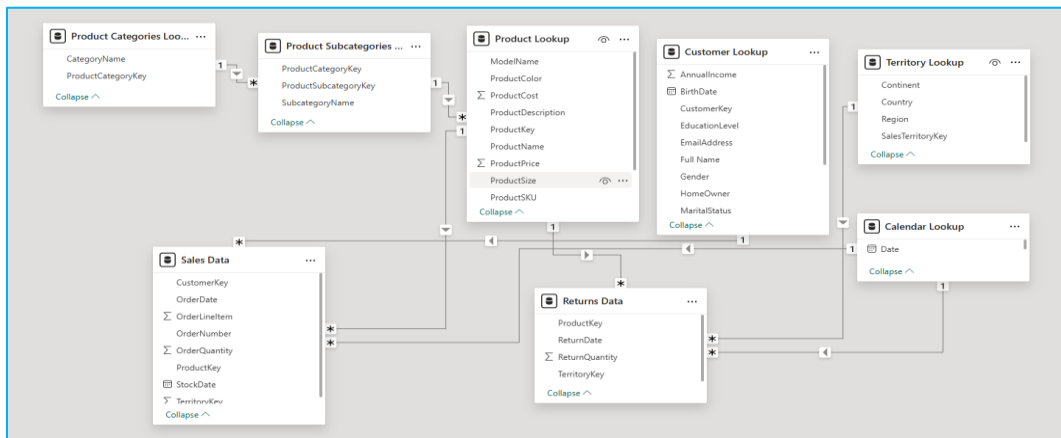 Product Categories Loo...
CategoryName
ProductCategoryKey
Collapse
Product Subcategories ...
ProductCategoryKey
ProductSubcategoryKey
SubcategoryName
Collapse
Product Lookup
ModelName
ProductColor
ProductCost
ProductDescription
ProductKey
ProductName
ProductPrice
ProductSize
ProductSKU
Collapse
Customer Lookup
AnnualIncome
BirthDate
CustomerKey
EducationLevel
EmailAddress
Full Name
Gender
HomeOwner
MaritalStatus
Collapse
Territory Lookup
Continent
Country
Region
SalesTerritoryKey
Collapse
Calendar Lookup
Date
Collapse
Sales Data
CustomerKey
OrderDate
OrderLineItem
OrderNumber
OrderQuantity
ProductKey
StockDate
TerritoryKey
Collapse
Returns Data
ProductKey
ReturnDate
ReturnQuantity
TerritoryKey
Collapse
1
*
1
*
1
1
*
1
*
1
1
1
*
*
*
*